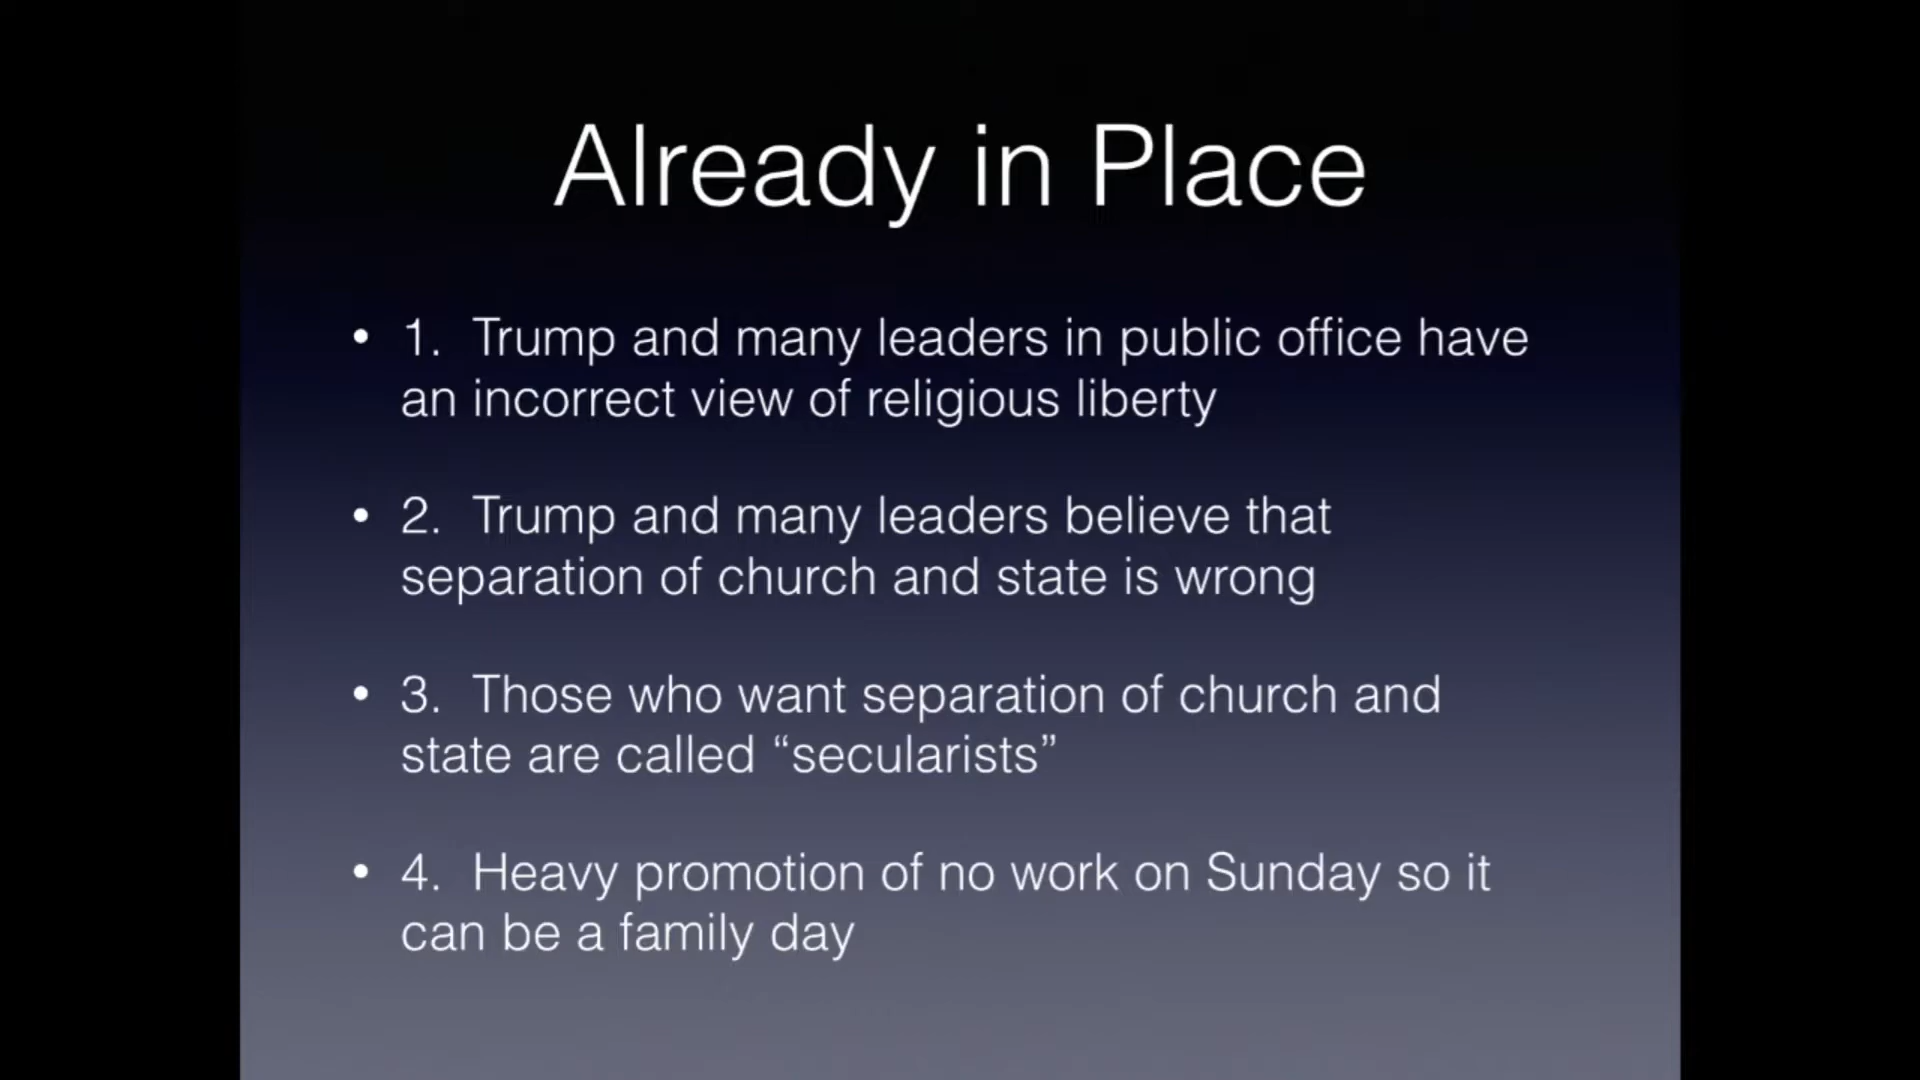 Already in Place
• 1. Trump and many leaders in public office have
an incorrect view of religious liberty
• 2. Trump and many leaders believe that
separation of church and state is wrong
• 3. Those who want separation of church and
state are called “secularists”
• 4. Heavy promotion of no work on Sunday so it
can be a family day